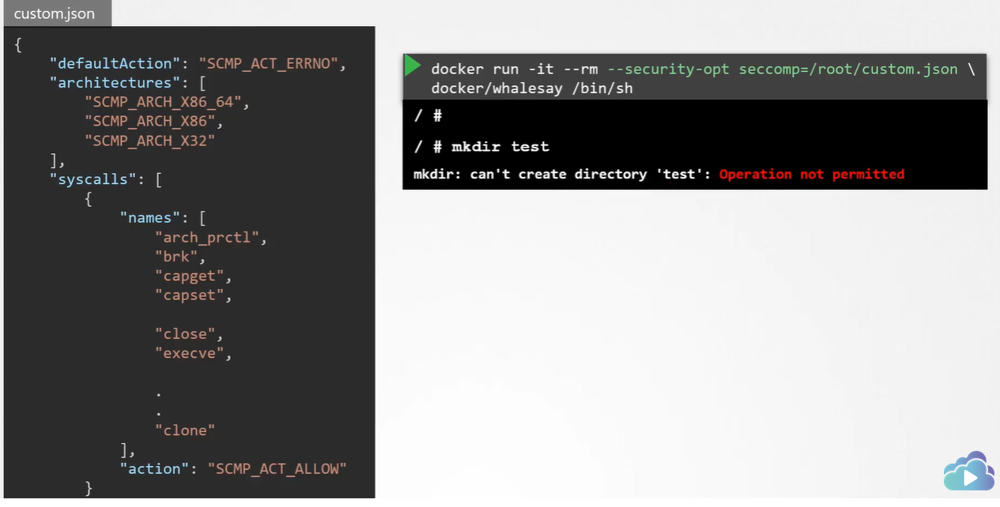 custom.json
{
"defaultAction": "SCMP_ACT_ERRNO",
"architectures": [
"SCMP_ARCH_X86_64",
"SCMP_ARCH_X86",
"SCMP_ARCH_X32"
],
"syscalls": [
{
"names": [
"arch_prctl",
"brk",
"capget",
"capset",
"close",
"execve",
.
.
"clone"
],
"action": "SCMP_ACT_ALLOW"
}
docker run -it --rm --security-opt seccomp=/root/custom.json \
docker/whalesay /bin/sh
/ #
/ # mkdir test
mkdir: can't create directory 'test': Operation not permitted